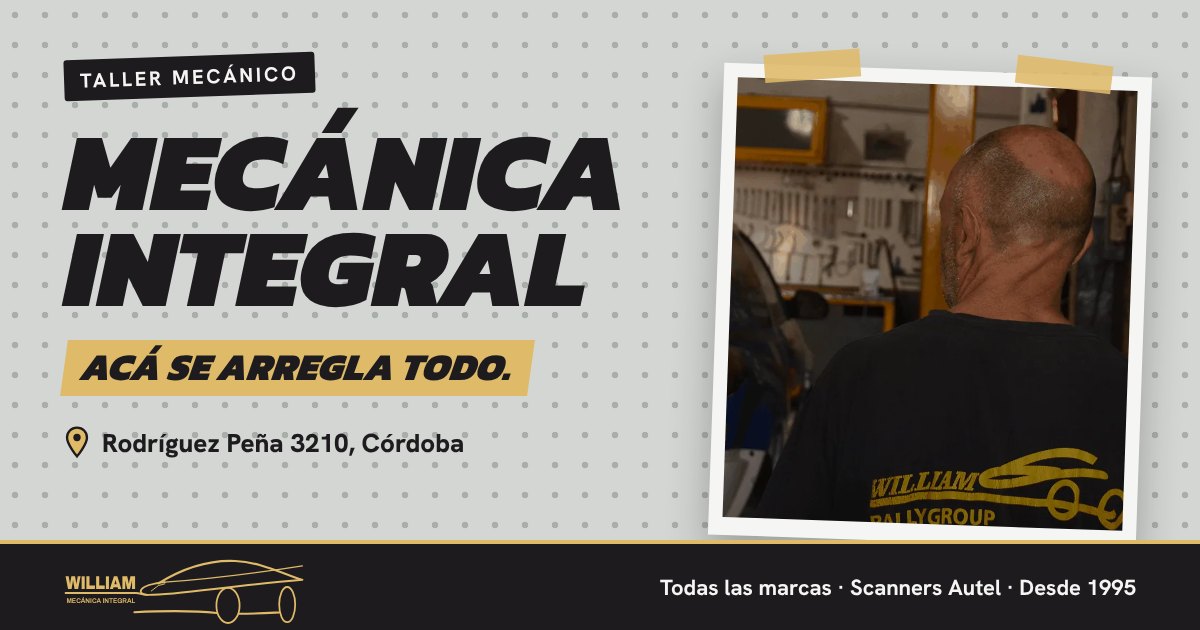 TALLER MECÁNICO
MECÁNICA
INTEGRAL
ACÁ SE ARREGLA TODO.
Rodríguez Peña 3210, Córdoba
WILLIAM
RALLYGROUP
WILLIAM
MECÁNICA INTEGRAL
Todas las marcas · Scanners Autel · Desde 1995